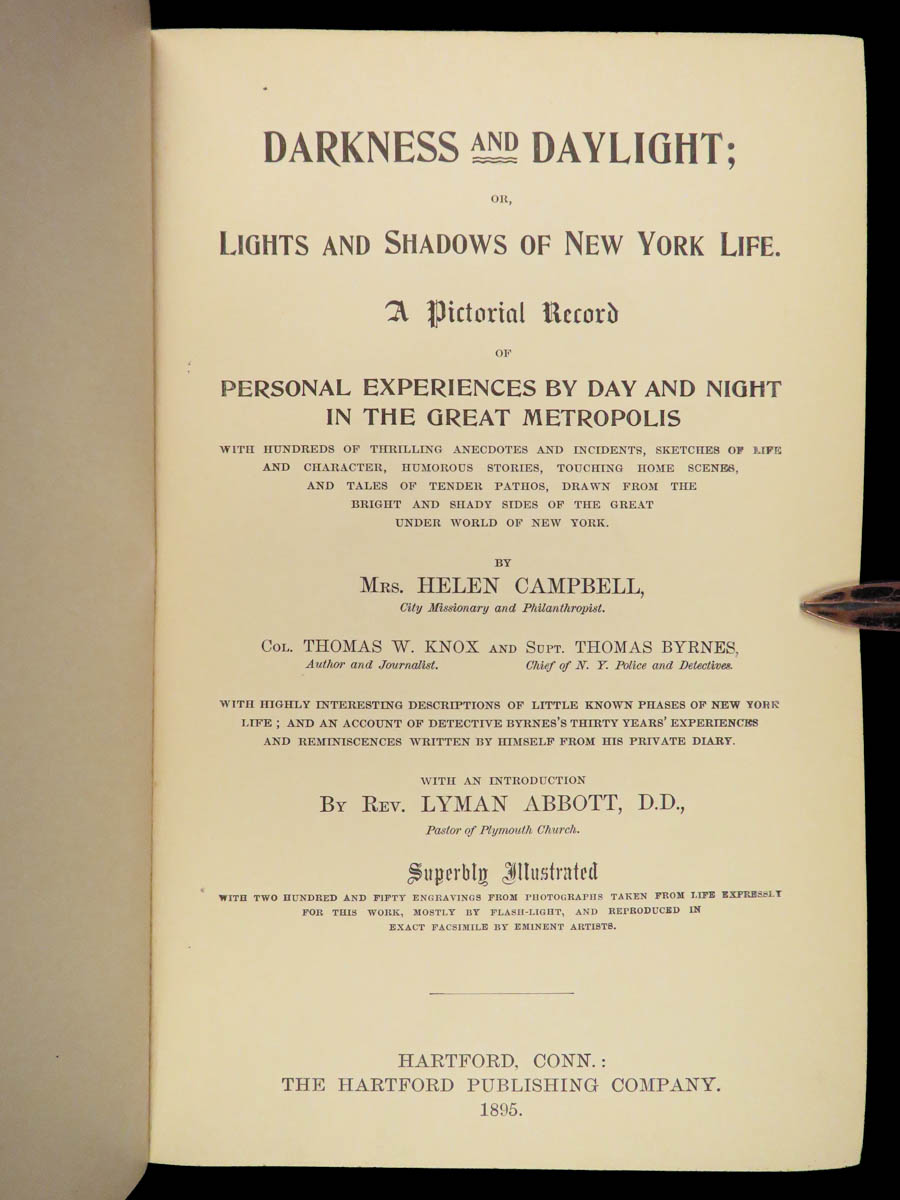 DARKNESS AND DAYLIGHT;
OR,
LIGHTS AND SHADOWS OF NEW YORK LIFE.
A Pictorial Record
OF
PERSONAL EXPERIENCES BY DAY AND NIGHT
IN THE GREAT METROPOLIS
WITH HUNDREDS OF THRILLING ANECDOTES AND INCIDENTS, SKETCHES OF LIFE
AND CHARACTER, HUMOROUS STORIES, TOUCHING HOME SCENES,
AND TALES OF TENDER PATHOS, DRAWN FROM THE
BRIGHT AND SHADY SIDES OF THE GREAT
UNDER WORLD OF NEW YORK.
BY
MRS. HELEN CAMPBELL,
City Missionary and Philanthropist.
COL. THOMAS W. KNOX AND SUPT. THOMAS BYRNES,
Author and Journalist. Chief of N. Y. Police and Detectives.
WITH HIGHLY INTERESTING DESCRIPTIONS OF LITTLE KNOWN PHASES OF NEW YORK
LIFE; AND AN ACCOUNT OF DETECTIVE BYRNES'S THIRTY YEARS' EXPERIENCES
AND REMINISCENCES WRITTEN BY HIMSELF FROM HIS PRIVATE DIARY.
WITH AN INTRODUCTION
BY REV. LYMAN ABBOTT, D.D.,
Pastor of Plymouth Church.
Superbly Illustrated
WITH TWO HUNDRED AND FIFTY ENGRAVINGS FROM PHOTOGRAPHS TAKEN FROM LIFE EXPRESSLY
FOR THIS WORK, MOSTLY BY FLASH-LIGHT, AND REPRODUCED IN
EXACT FACSIMILE BY EMINENT ARTISTS.
HARTFORD, CONN.:
THE HARTFORD PUBLISHING COMPANY.
1895.